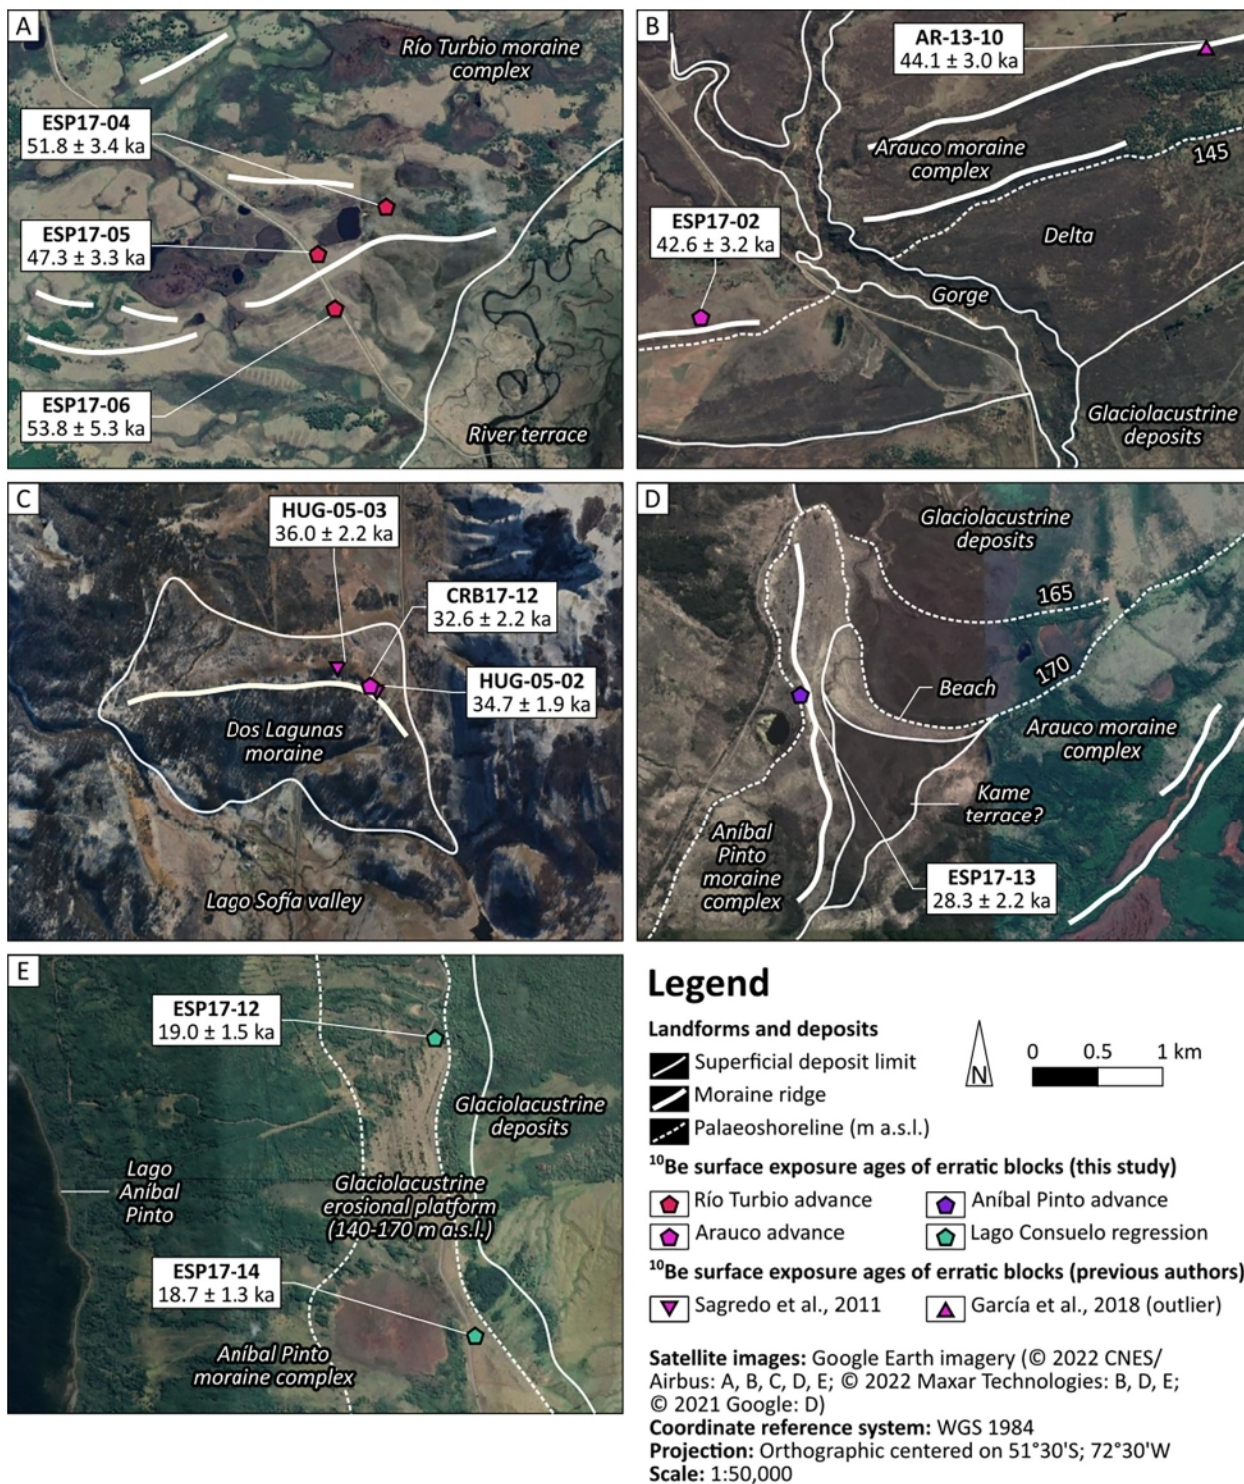 A
Río Turbio moraine
complex
ESP17-04
51.8 ± 3.4 ka
ESP17-05
47.3 ± 3.3 ka
ESP17-06
53.8 ± 5.3 ka
River terrace
B
AR-13-10
44.1 ± 3.0 ka
Arauco moraine
complex
145
ESP17-02
42.6 ± 3.2 ka
Delta
Gorge
Glaciolacustrine
deposits
C
HUG-05-03
36.0 ± 2.2 ka
CRB17-12
32.6 ± 2.2 ka
HUG-05-02
34.7 ± 1.9 ka
Dos Lagunas
moraine
Lago Sofía valley
D
Glaciolacustrine
deposits
165
170
Beach
Arauco moraine
complex
Kame
terrace?
Aníbal
Pinto
moraine
complex
ESP17-13
28.3 ± 2.2 ka
E
ESP17-12
19.0 ± 1.5 ka
Glaciolacustrine
deposits
Lago
Aníbal
Pinto
Glaciolacustrine
erosional platform
(140-170 m a.s.l.)
ESP17-14
18.7 ± 1.3 ka
Aníbal Pinto
moraine complex
Legend
Landforms and deposits
Superficial deposit limit
Moraine ridge
Palaeoshoreline (m a.s.l.)
N
0 0.5 1 km
¹⁰Be surface exposure ages of erratic blocks (this study)
Río Turbio advance
Aníbal Pinto advance
Arauco advance
Lago Consuelo regression
¹⁰Be surface exposure ages of erratic blocks (previous authors)
Sagredo et al., 2011
García et al., 2018 (outlier)
Satellite images: Google Earth imagery (© 2022 CNES/
Airbus: A, B, C, D, E; © 2022 Maxar Technologies: B, D, E;
© 2021 Google: D)
Coordinate reference system: WGS 1984
Projection: Orthographic centered on 51°30'S; 72°30'W
Scale: 1:50,000